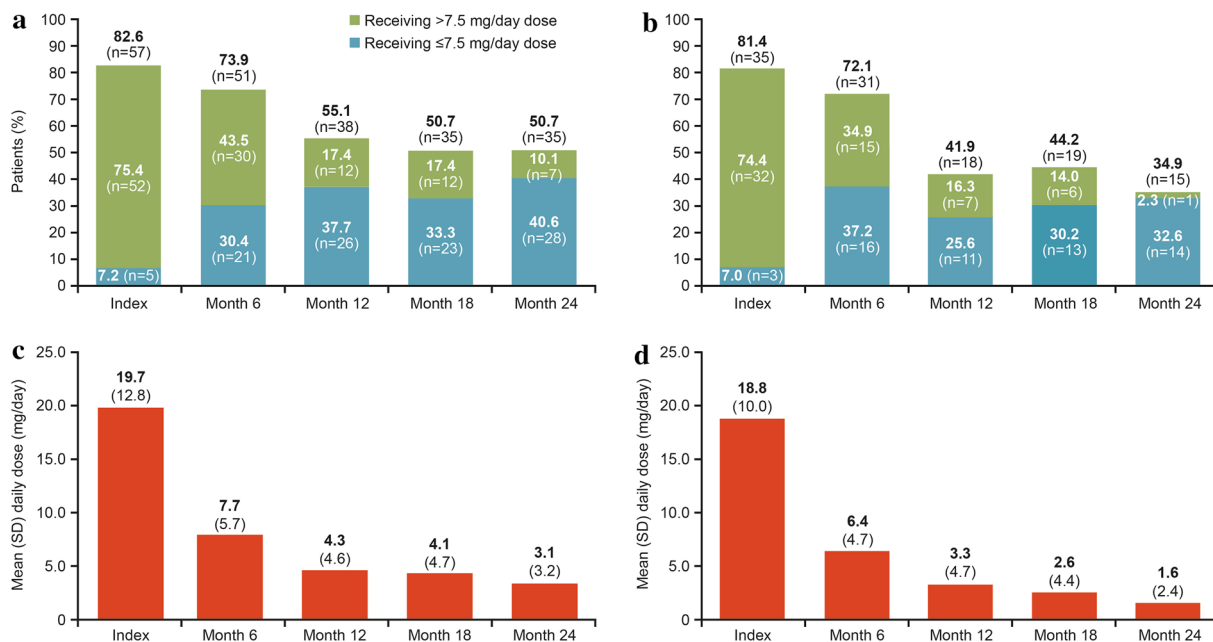 a
Receiving >7.5 mg/day dose
Receiving ≤7.5 mg/day dose
Patients (%)
100
90
80
70
60
50
40
30
20
10
0
82.6
(n=57)
75.4
(n=52)
7.2 (n=5)
73.9
(n=51)
43.5
(n=30)
30.4
(n=21)
55.1
(n=38)
17.4
(n=12)
37.7
(n=26)
50.7
(n=35)
17.4
(n=12)
33.3
(n=23)
50.7
(n=35)
10.1
(n=7)
40.6
(n=28)
Index Month 6 Month 12 Month 18 Month 24
b
100
90
80
70
60
50
40
30
20
10
0
81.4
(n=35)
74.4
(n=32)
7.0 (n=3)
72.1
(n=31)
34.9
(n=15)
37.2
(n=16)
41.9
(n=18)
16.3
(n=7)
25.6
(n=11)
44.2
(n=19)
14.0
(n=6)
30.2
(n=13)
34.9
(n=15)
2.3 (n=1)
32.6
(n=14)
Index Month 6 Month 12 Month 18 Month 24
c
Mean (SD) daily dose (mg/day)
25.0
20.0
15.0
10.0
5.0
0
19.7
(12.8)
7.7
(5.7)
4.3
(4.6)
4.1
(4.7)
3.1
(3.2)
Index Month 6 Month 12 Month 18 Month 24
d
Mean (SD) daily dose (mg/day)
25.0
20.0
15.0
10.0
5.0
0
18.8
(10.0)
6.4
(4.7)
3.3
(4.7)
2.6
(4.4)
1.6
(2.4)
Index Month 6 Month 12 Month 18 Month 24